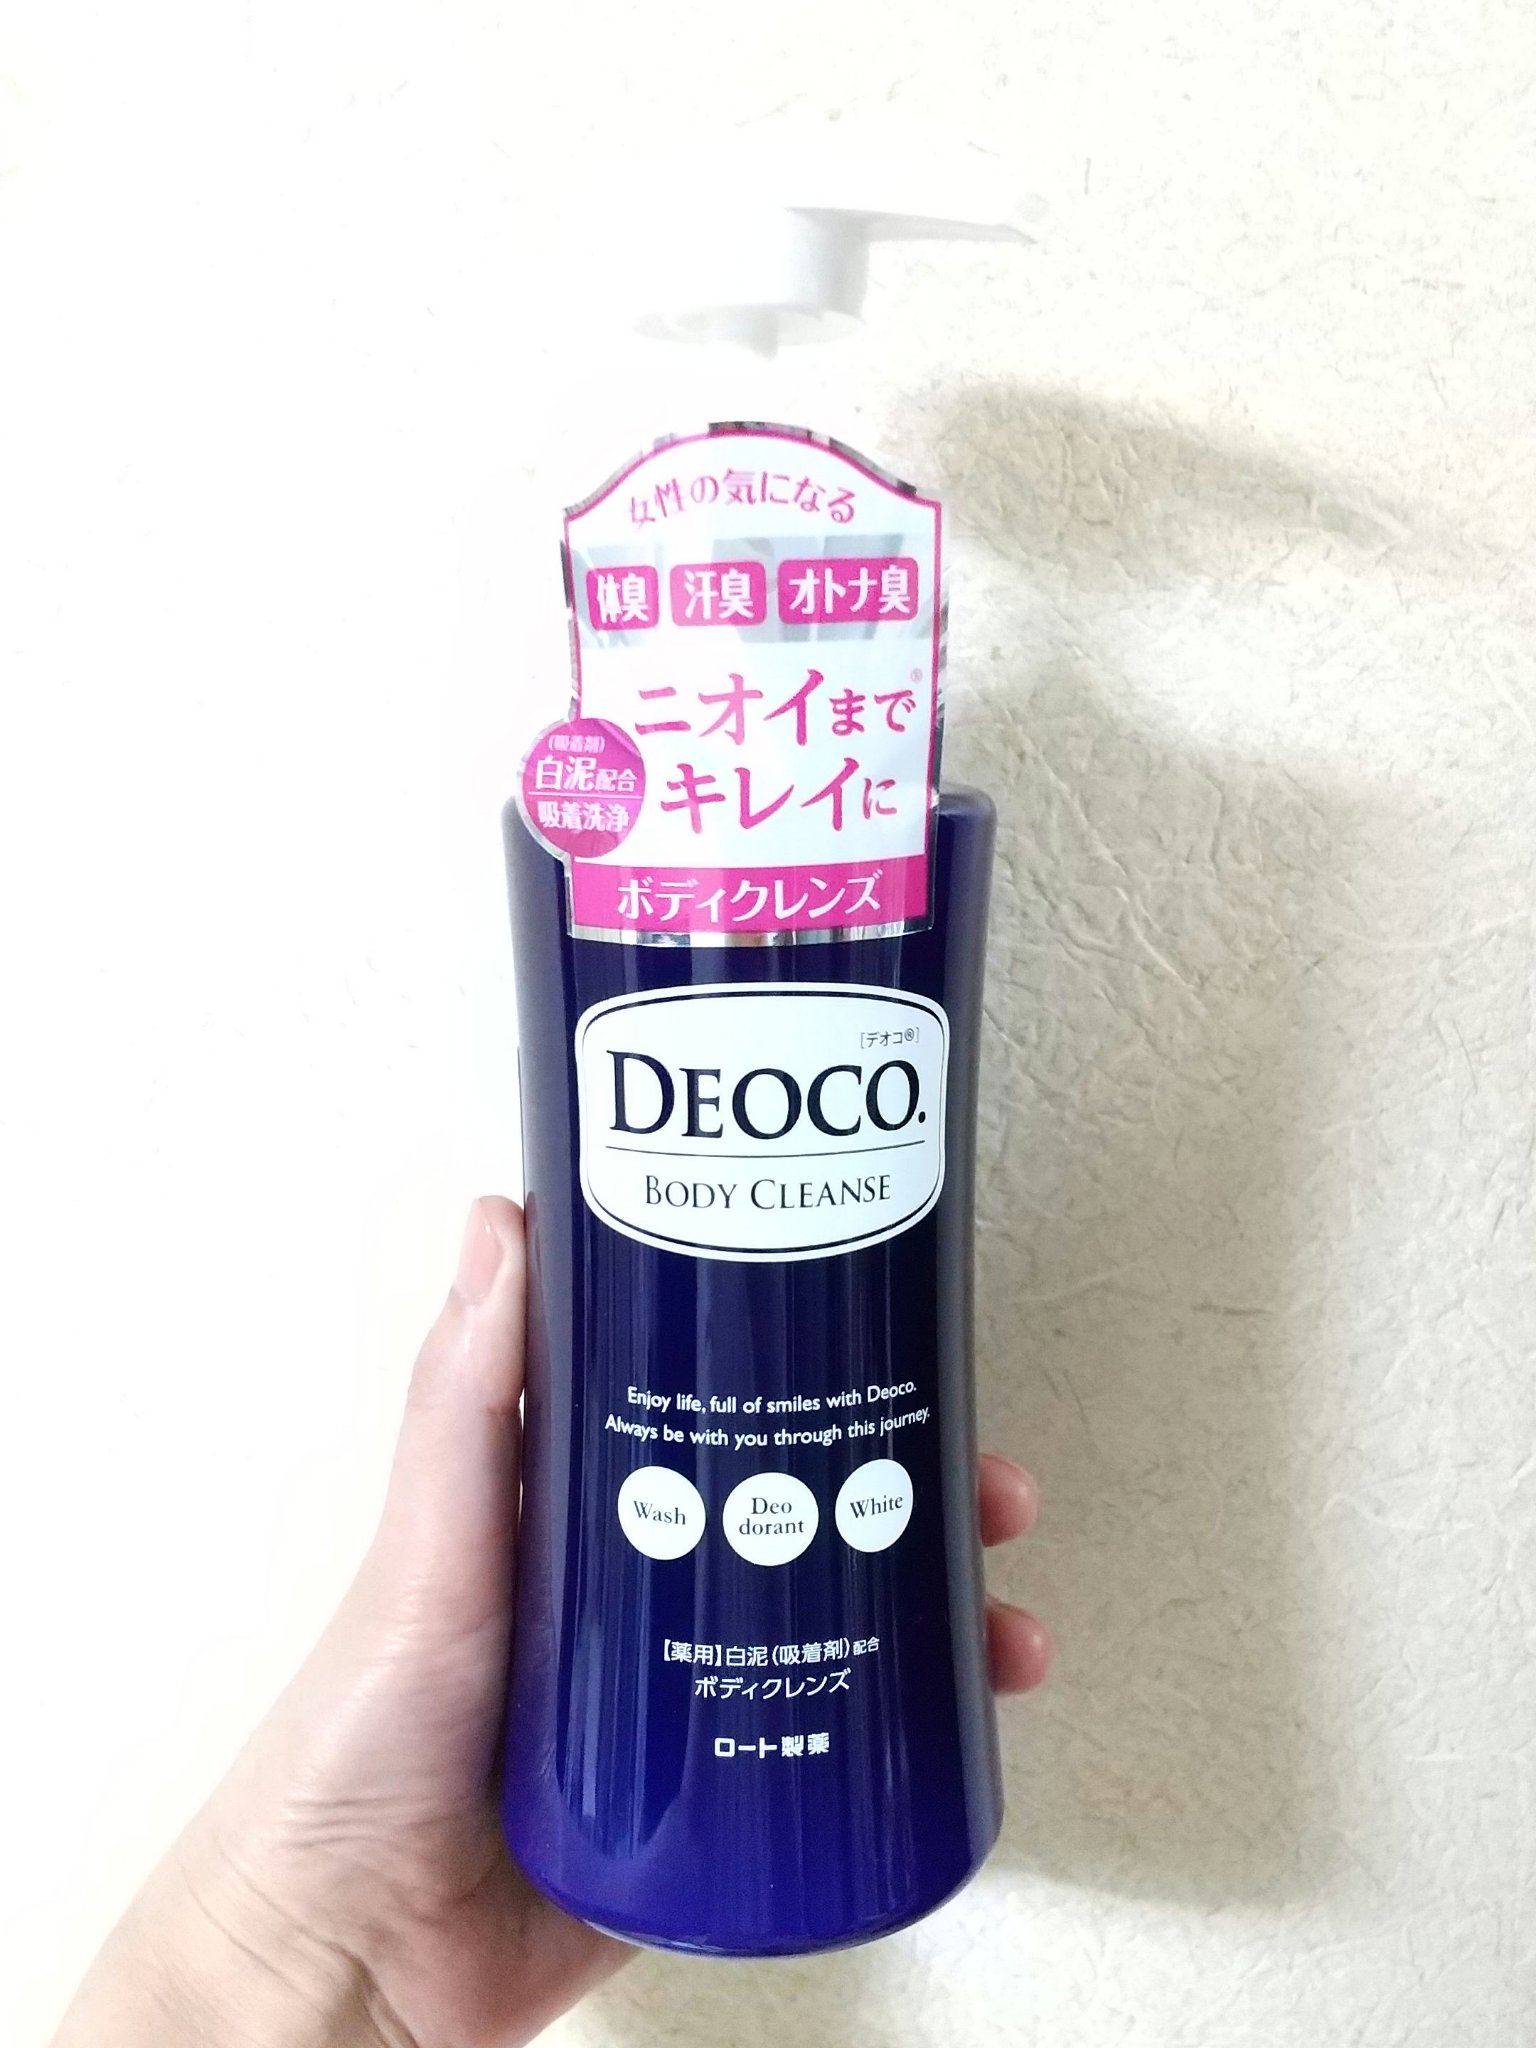 女性の気になる
体臭 汗臭 オトナ臭
ニオイまで®
キレイに
(吸着剤)
白泥配合
吸着洗浄
ボディクレンズ
[デオコ®]
DEOCO.
BODY CLEANSE
Enjoy life, full of smiles with Deoco.
Always be with you through this journey.
Wash
Deo
dorant
White
【薬用】白泥(吸着剤)配合
ボディクレンズ
ロート製薬